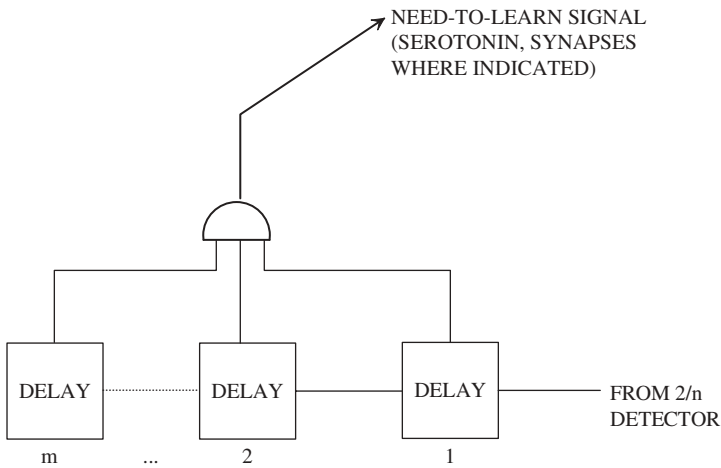 NEED-TO-LEARN SIGNAL
(SEROTONIN, SYNAPSES
WHERE INDICATED)
DELAY DELAY DELAY
FROM 2/n
DETECTOR
m ... 2 1